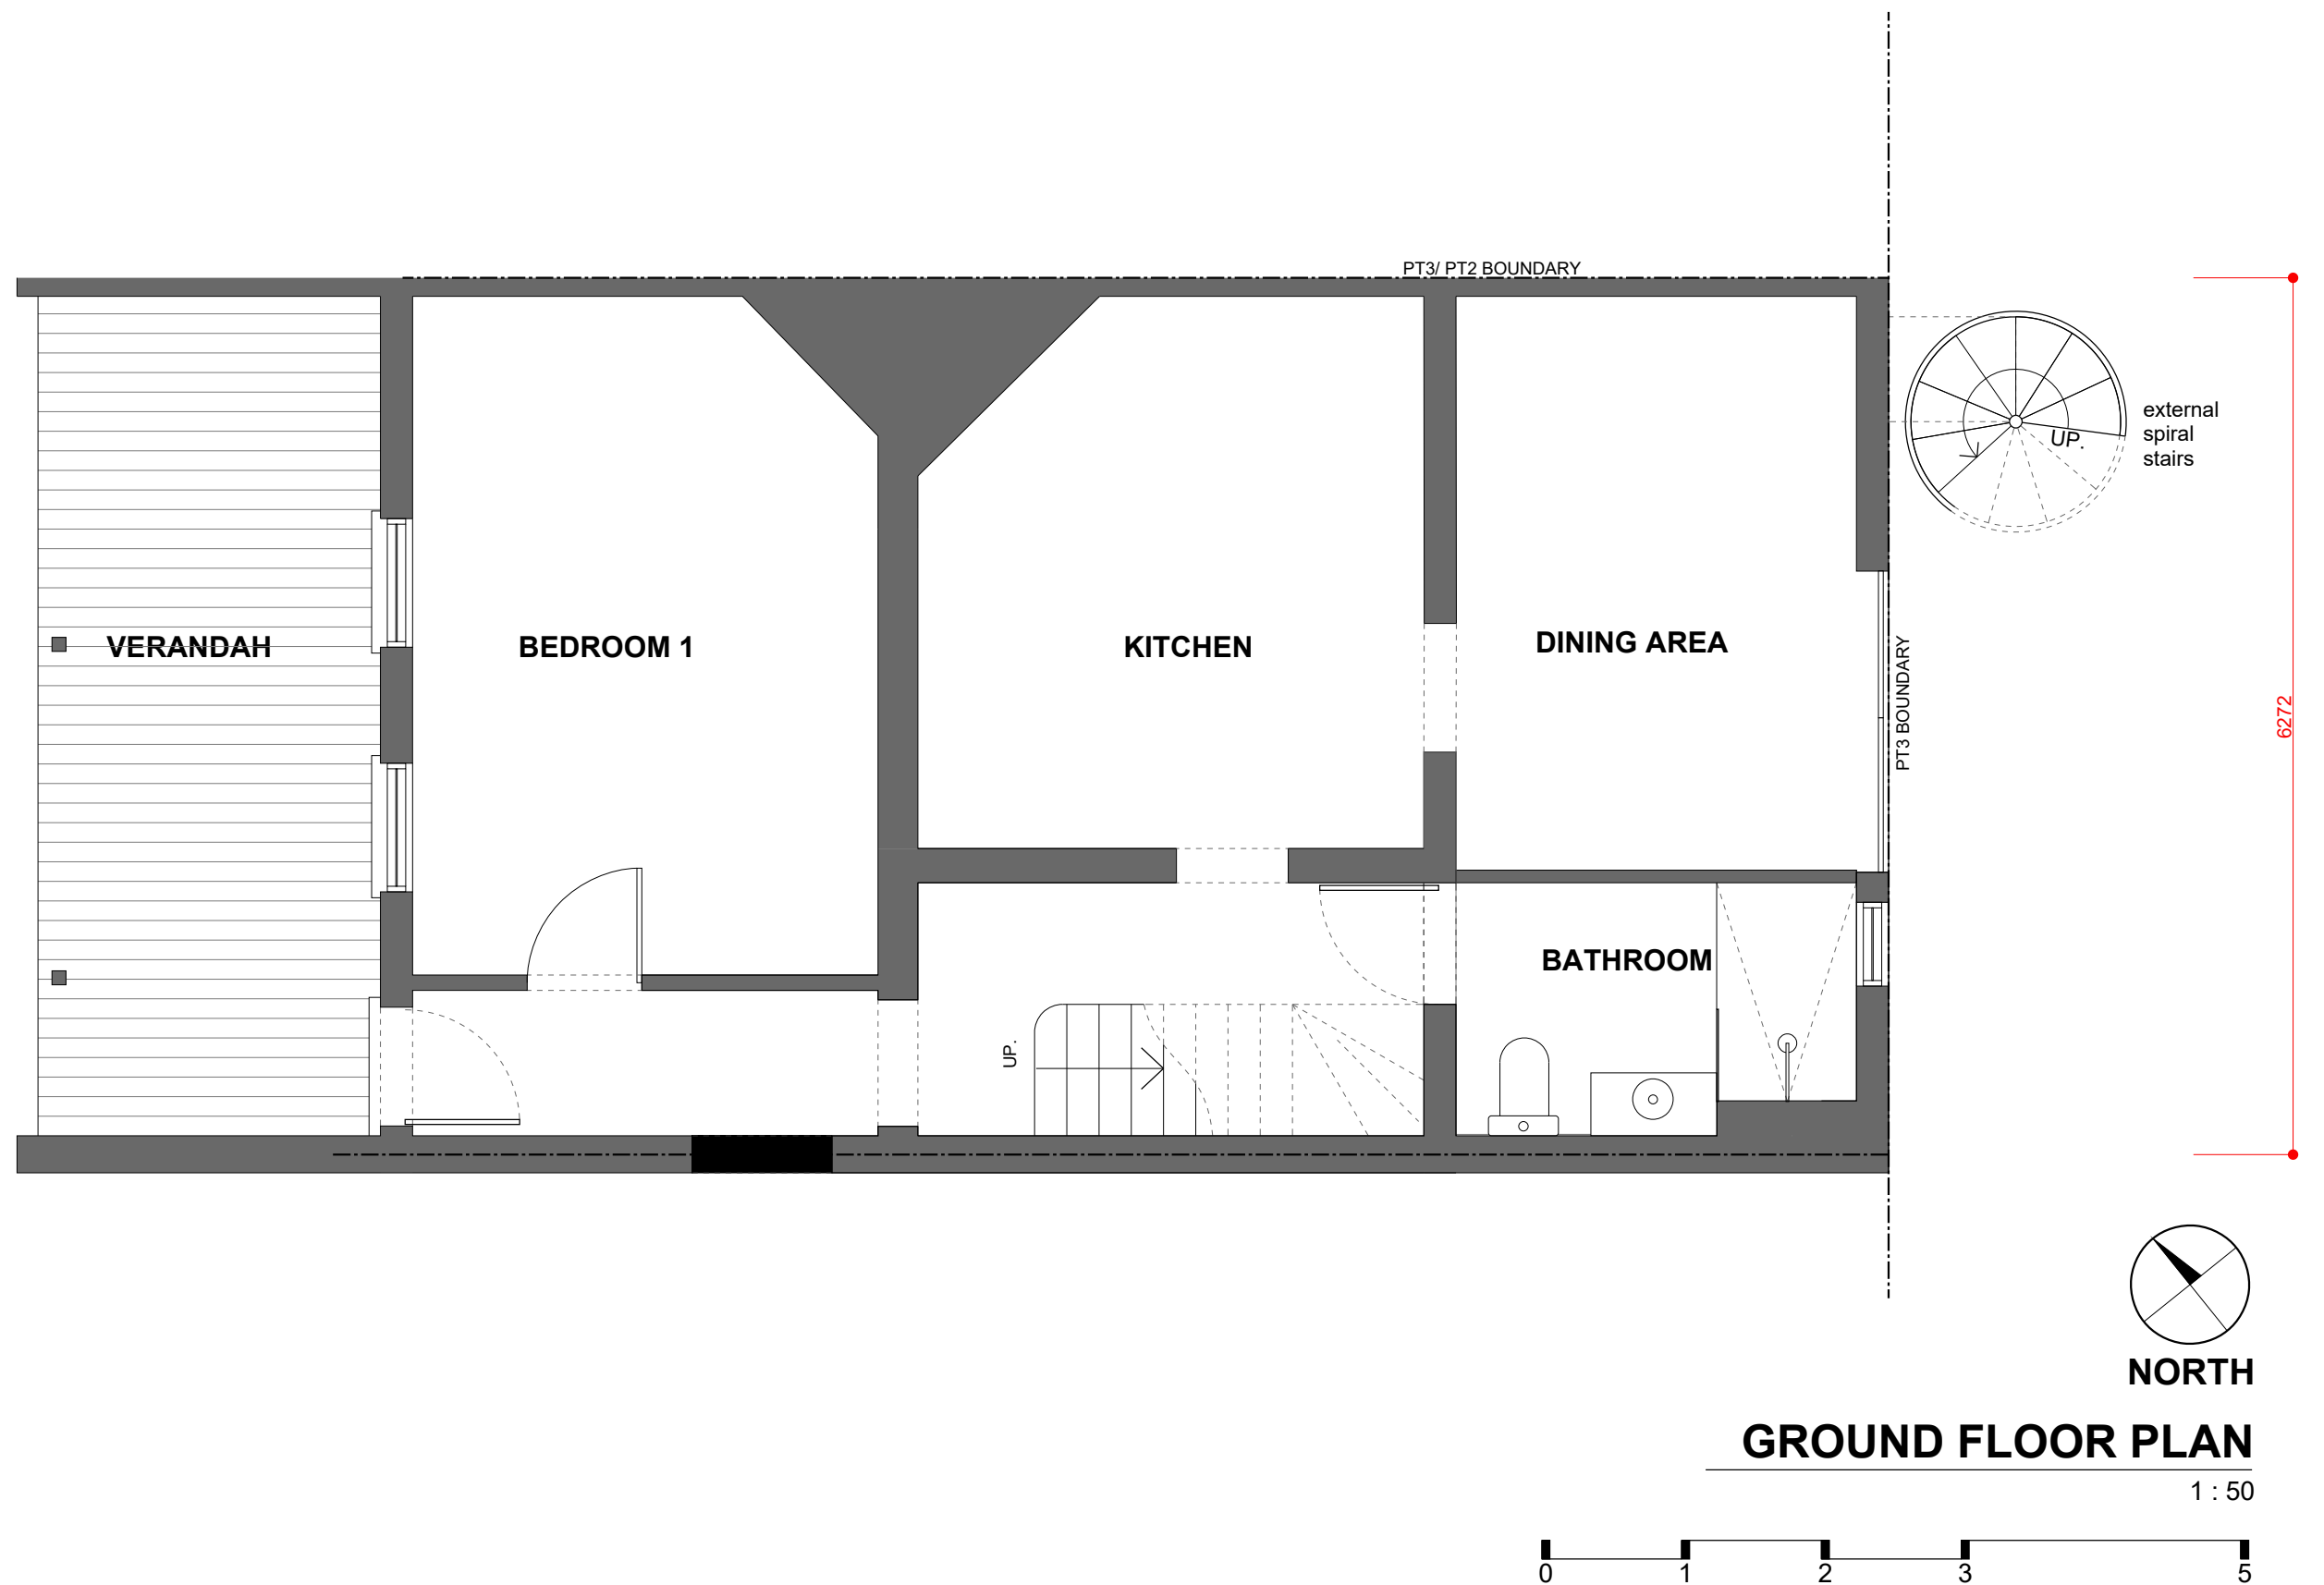 PT3/ PT2 BOUNDARY
external
spiral
stairs
UP.
VERANDAH
BEDROOM 1
KITCHEN
DINING AREA
PT3 BOUNDARY
6272
BATHROOM
UP.
NORTH
GROUND FLOOR PLAN
1 : 50
0 1 2 3 5